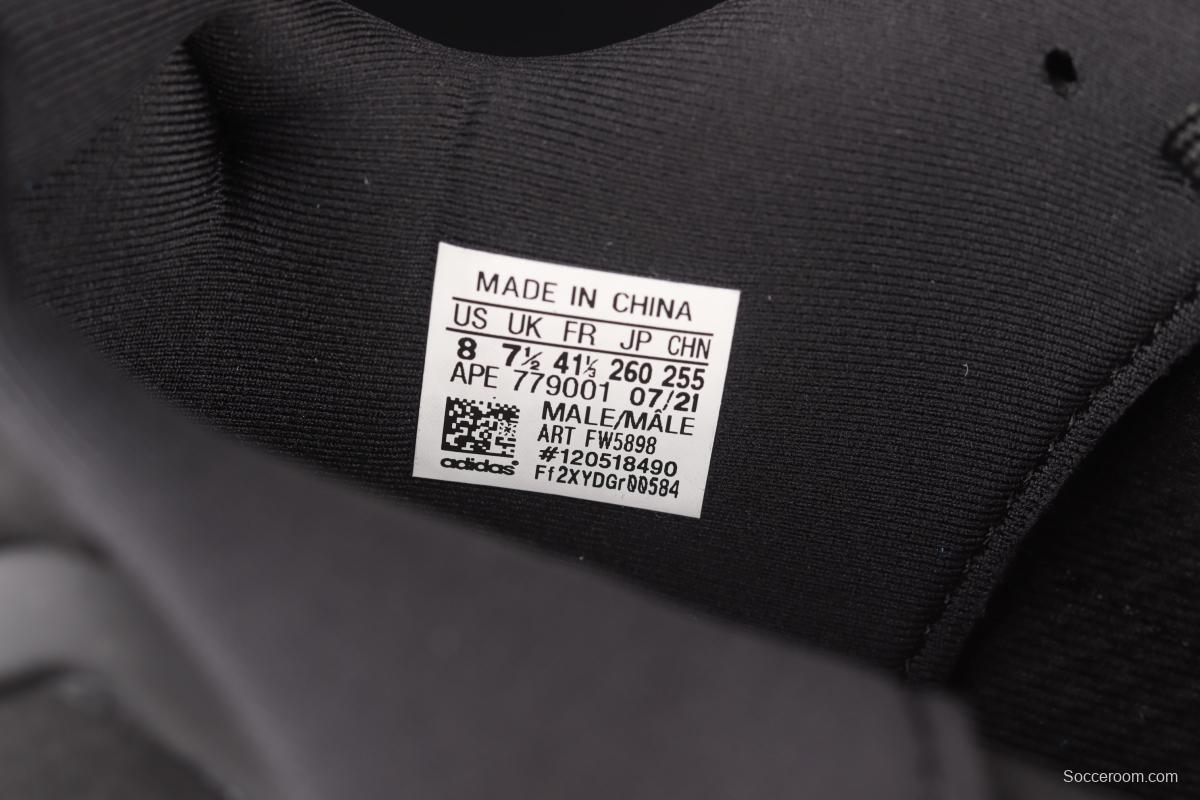 MADE IN CHINA
US UK FR JP CHN
8 7½ 41⅓ 260 255
APE 779001 07/21
MALE/MÂLE
ART FW5898
#120518490
adidas®
Ff2XYDGr00584
Socceroom.com